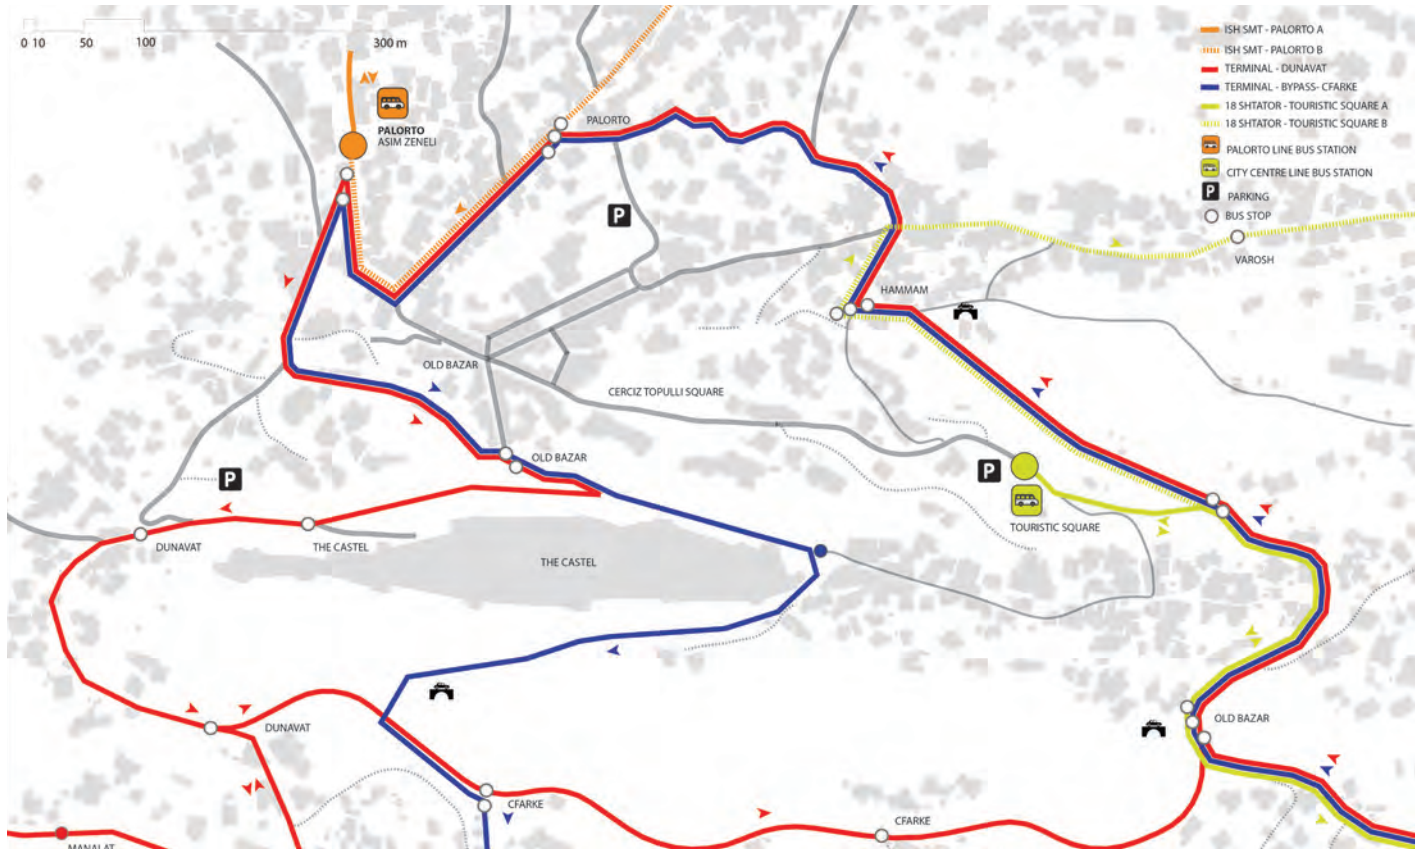 0 10 50 100 300 m
ISH SMT - PALORTO A
ISH SMT - PALORTO B
TERMINAL - DUNAVAT
TERMINAL - BYPASS- CFARKE
18 SHTATOR - TOURISTIC SQUARE A
18 SHTATOR - TOURISTIC SQUARE B
PALORTO LINE BUS STATION
CITY CENTRE LINE BUS STATION
P
PARKING
BUS STOP
PALORTO
ASIM ZENELI
PALORTO
P
VAROSH
HAMMAM
OLD BAZAR
CERCIZ TOPULLI SQUARE
OLD BAZAR
P
P
TOURISTIC SQUARE
DUNAVAT
THE CASTEL
THE CASTEL
DUNAVAT
OLD BAZAR
CFARKE
CFARKE
MANALAT